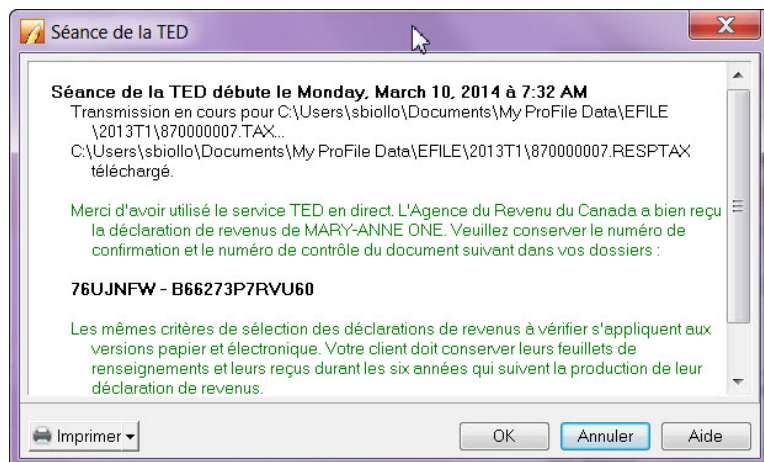 Séance de la TED
Séance de la TED débute le Monday, March 10, 2014 à 7:32 AM
Transmission en cours pour C:\Users\sbiollo\Documents\My ProFile Data\EFILE
\2013T1\870000007.TAX...
C:\Users\sbiollo\Documents\My ProFile Data\EFILE\2013T1\870000007.RESPTAX
téléchargé.
Merci d'avoir utilisé le service TED en direct. L'Agence du Revenu du Canada a bien reçu
la déclaration de revenus de MARY-ANNE ONE. Veuillez conserver le numéro de
confirmation et le numéro de contrôle du document suivant dans vos dossiers :
76UJNFW - B66273P7RVU60
Les mêmes critères de sélection des déclarations de revenus à vérifier s'appliquent aux
versions papier et électronique. Votre client doit conserver leurs feuillets de
renseignements et leurs reçus durant les six années qui suivent la production de leur
déclaration de revenus.
Imprimer OK Annuler Aide